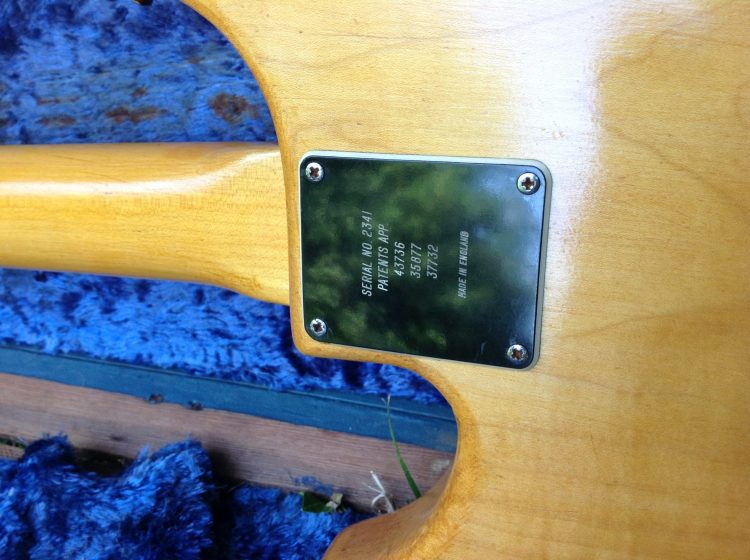 SERIAL NO. 2341
PATENTS APP.
43736
35877
37732
MADE IN ENGLAND